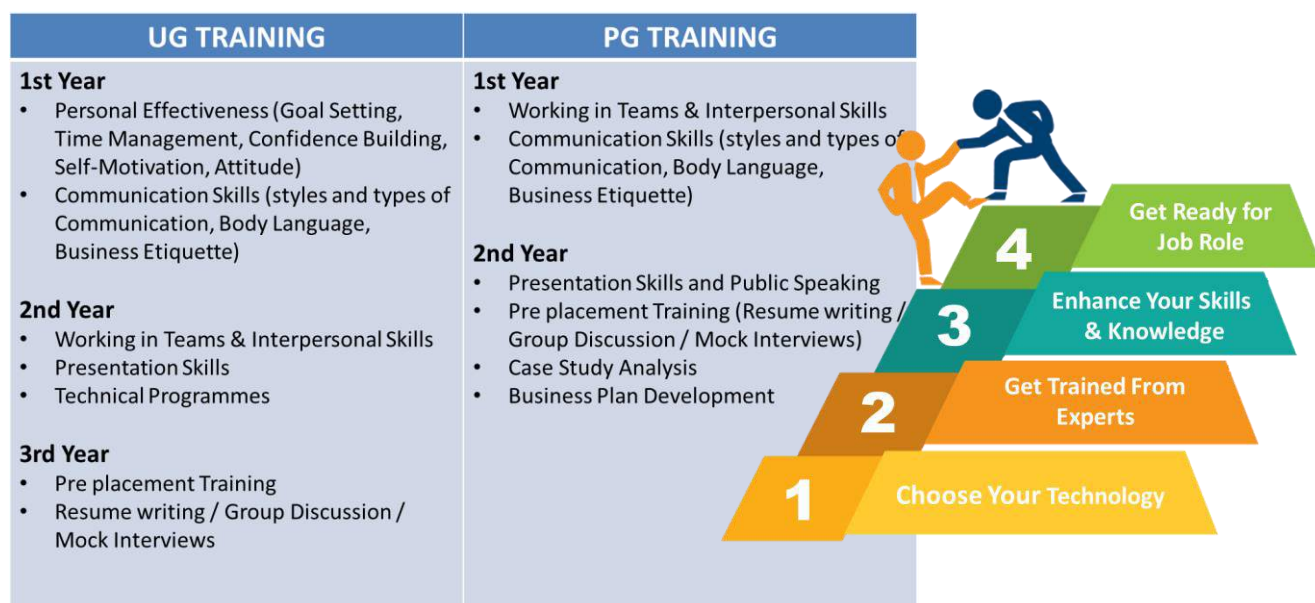 UG TRAINING
1st Year
• Personal Effectiveness (Goal Setting,
Time Management, Confidence Building,
Self-Motivation, Attitude)
• Communication Skills (styles and types of
Communication, Body Language,
Business Etiquette)
2nd Year
• Working in Teams & Interpersonal Skills
• Presentation Skills
• Technical Programmes
3rd Year
• Pre placement Training
• Resume writing / Group Discussion /
Mock Interviews
PG TRAINING
1st Year
• Working in Teams & Interpersonal Skills
• Communication Skills (styles and types of
Communication, Body Language,
Business Etiquette)
2nd Year
• Presentation Skills and Public Speaking
• Pre placement Training (Resume writing /
Group Discussion / Mock Interviews)
• Case Study Analysis
• Business Plan Development
4
Get Ready for
Job Role
3
Enhance Your Skills
& Knowledge
2
Get Trained From
Experts
1
Choose Your Technology